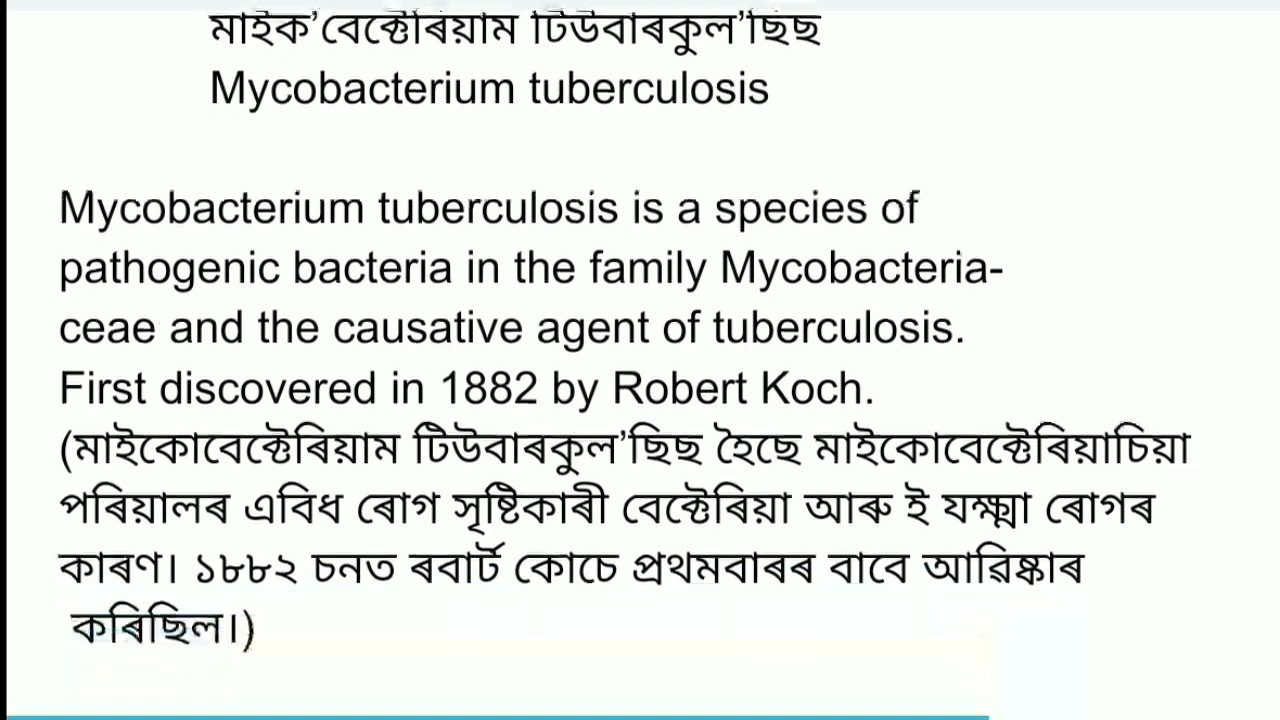 মাইক’বেক্টেৰিয়াম টিউবাৰকুল’ছিছ
Mycobacterium tuberculosis
Mycobacterium tuberculosis is a species of
pathogenic bacteria in the family Mycobacteria-
ceae and the causative agent of tuberculosis.
First discovered in 1882 by Robert Koch.
(মাইকোবেক্টেৰিয়াম টিউবাৰকুল’ছিছ হৈছে মাইকোবেক্টেৰিয়াচিয়া
পৰিয়ালৰ এবিধ ৰোগ সৃষ্টিকাৰী বেক্টেৰিয়া আৰু ই যক্ষ্মা ৰোগৰ
কাৰণ। ১৮৮২ চনত ৰবাৰ্ট কোচে প্ৰথমবাৰৰ বাবে আৱিষ্কাৰ
কৰিছিল।)